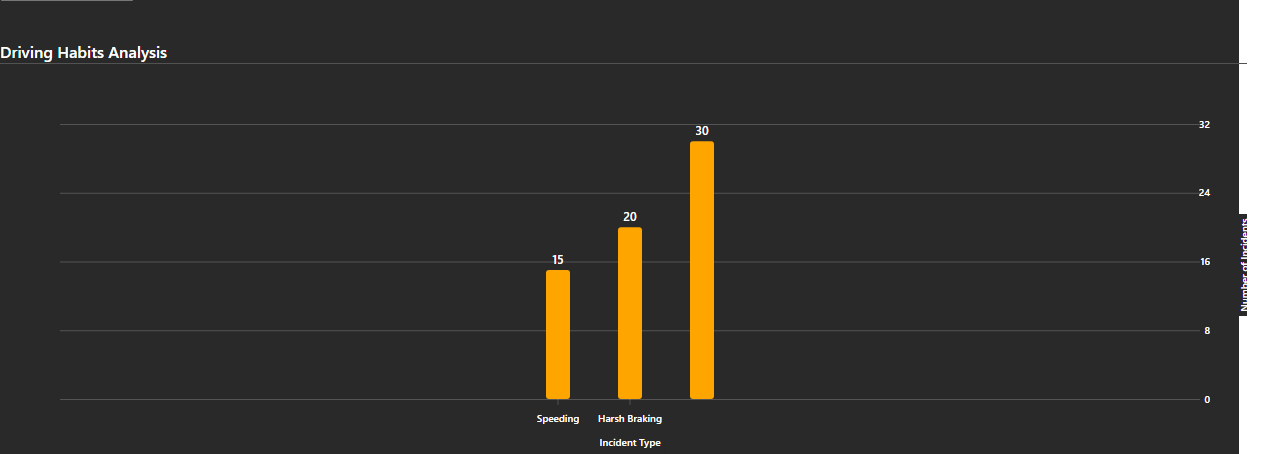 Driving Habits Analysis
32
30
24
20
Number of Incidents
15
16
8
0
Speeding Harsh Braking
Incident Type